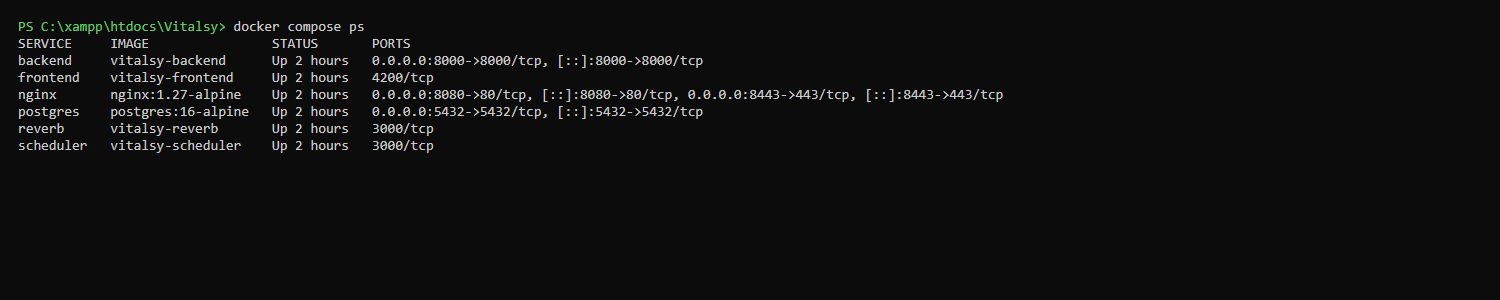 PS C:\xampp\htdocs\Vitalsy> docker compose ps
SERVICE     IMAGE                STATUS       PORTS
backend     vitalsy-backend      Up 2 hours   0.0.0.0:8000->8000/tcp, [::]:8000->8000/tcp
frontend    vitalsy-frontend     Up 2 hours   4200/tcp
nginx       nginx:1.27-alpine    Up 2 hours   0.0.0.0:8080->80/tcp, [::]:8080->80/tcp, 0.0.0.0:8443->443/tcp, [::]:8443->443/tcp
postgres    postgres:16-alpine   Up 2 hours   0.0.0.0:5432->5432/tcp, [::]:5432->5432/tcp
reverb      vitalsy-reverb       Up 2 hours   3000/tcp
scheduler   vitalsy-scheduler    Up 2 hours   3000/tcp